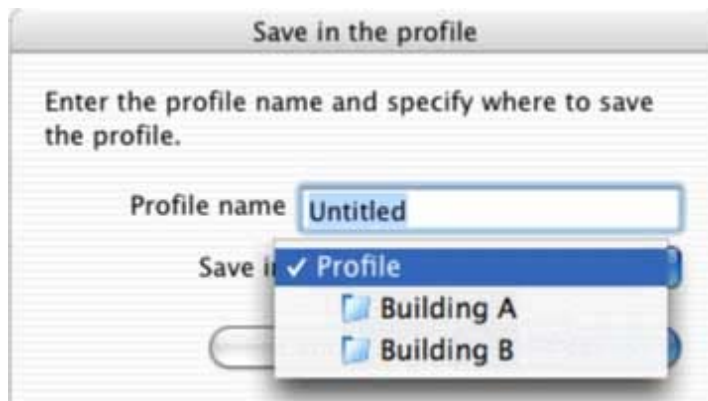 Save in the profile
Enter the profile name and specify where to save
the profile.
Profile name Untitled
Save i
✓ Profile
Building A
Building B